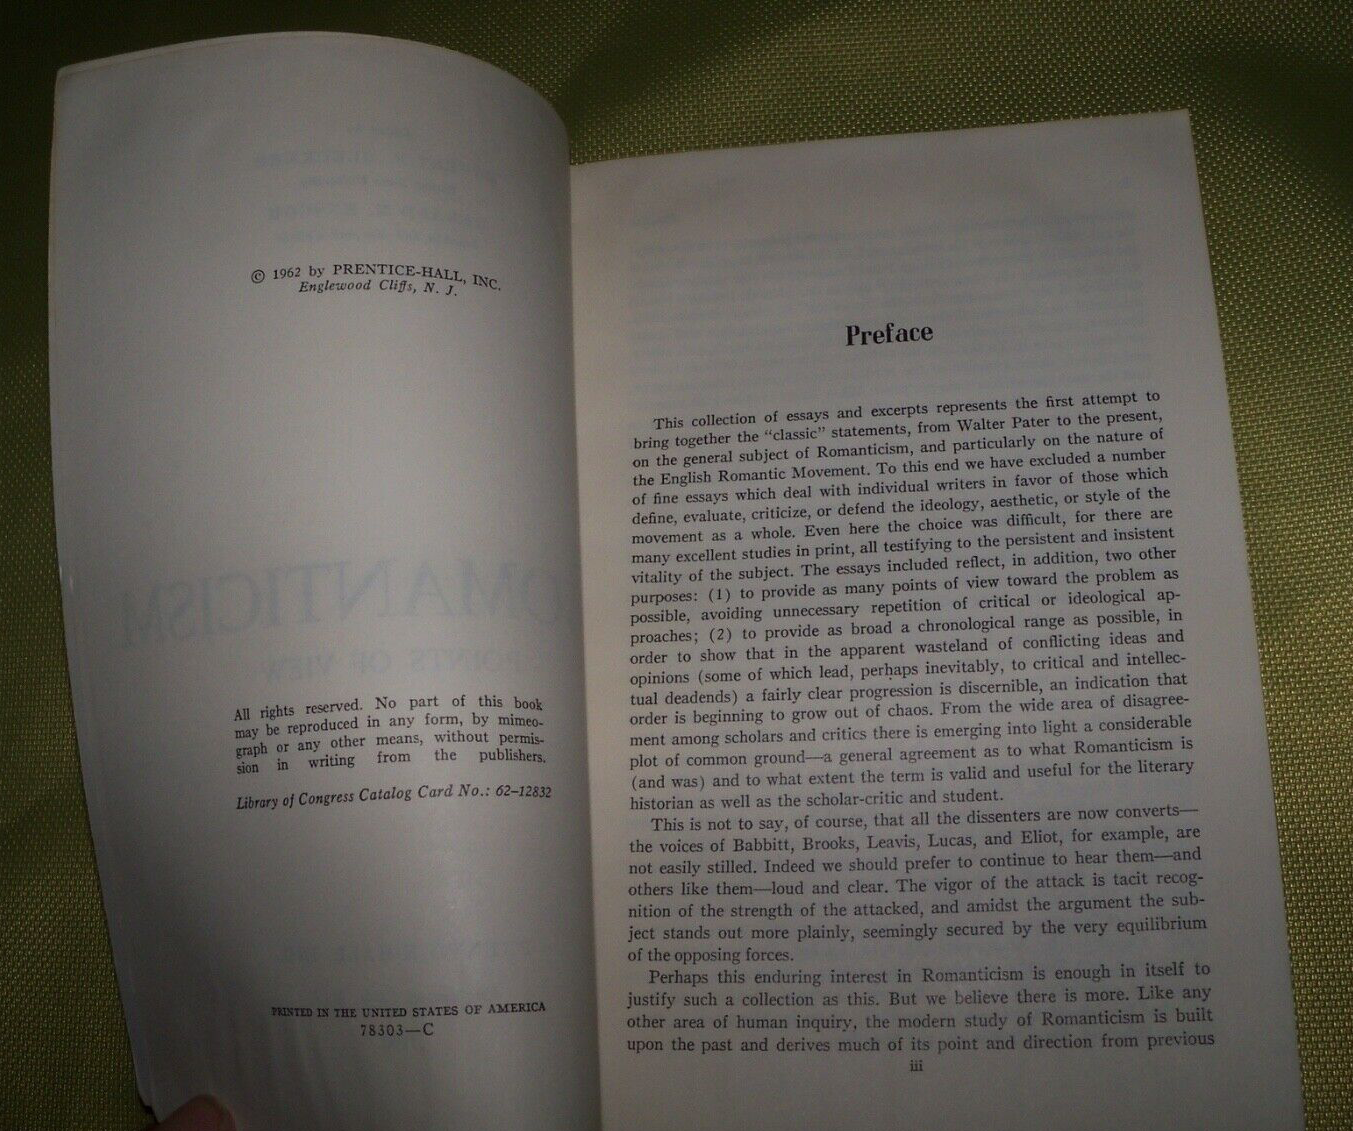 © 1962 by PRENTICE-HALL, INC.
Englewood Cliffs, N. J.
All rights reserved. No part of this book
may be reproduced in any form, by mimeo-
graph or any other means, without permis-
sion in writing from the publishers.
Library of Congress Catalog Card No.: 62-12832
PRINTED IN THE UNITED STATES OF AMERICA
78303—C
Preface
This collection of essays and excerpts represents the first attempt to
bring together the “classic” statements, from Walter Pater to the present,
on the general subject of Romanticism, and particularly on the nature of
the English Romantic Movement. To this end we have excluded a number
of fine essays which deal with individual writers in favor of those which
define, evaluate, criticize, or defend the ideology, aesthetic, or style of the
movement as a whole. Even here the choice was difficult, for there are
many excellent studies in print, all testifying to the persistent and insistent
vitality of the subject. The essays included reflect, in addition, two other
purposes: (1) to provide as many points of view toward the problem as
possible, avoiding unnecessary repetition of critical or ideological ap-
proaches; (2) to provide as broad a chronological range as possible, in
order to show that in the apparent wasteland of conflicting ideas and
opinions (some of which lead, perhaps inevitably, to critical and intellec-
tual deadends) a fairly clear progression is discernible, an indication that
order is beginning to grow out of chaos. From the wide area of disagree-
ment among scholars and critics there is emerging into light a considerable
plot of common ground—a general agreement as to what Romanticism is
(and was) and to what extent the term is valid and useful for the literary
historian as well as the scholar-critic and student.
This is not to say, of course, that all the dissenters are now converts—
the voices of Babbitt, Brooks, Leavis, Lucas, and Eliot, for example, are
not easily stilled. Indeed we should prefer to continue to hear them—and
others like them—loud and clear. The vigor of the attack is tacit recog-
nition of the strength of the attacked, and amidst the argument the sub-
ject stands out more plainly, seemingly secured by the very equilibrium
of the opposing forces.
Perhaps this enduring interest in Romanticism is enough in itself to
justify such a collection as this. But we believe there is more. Like any
other area of human inquiry, the modern study of Romanticism is built
upon the past and derives much of its point and direction from previous
iii